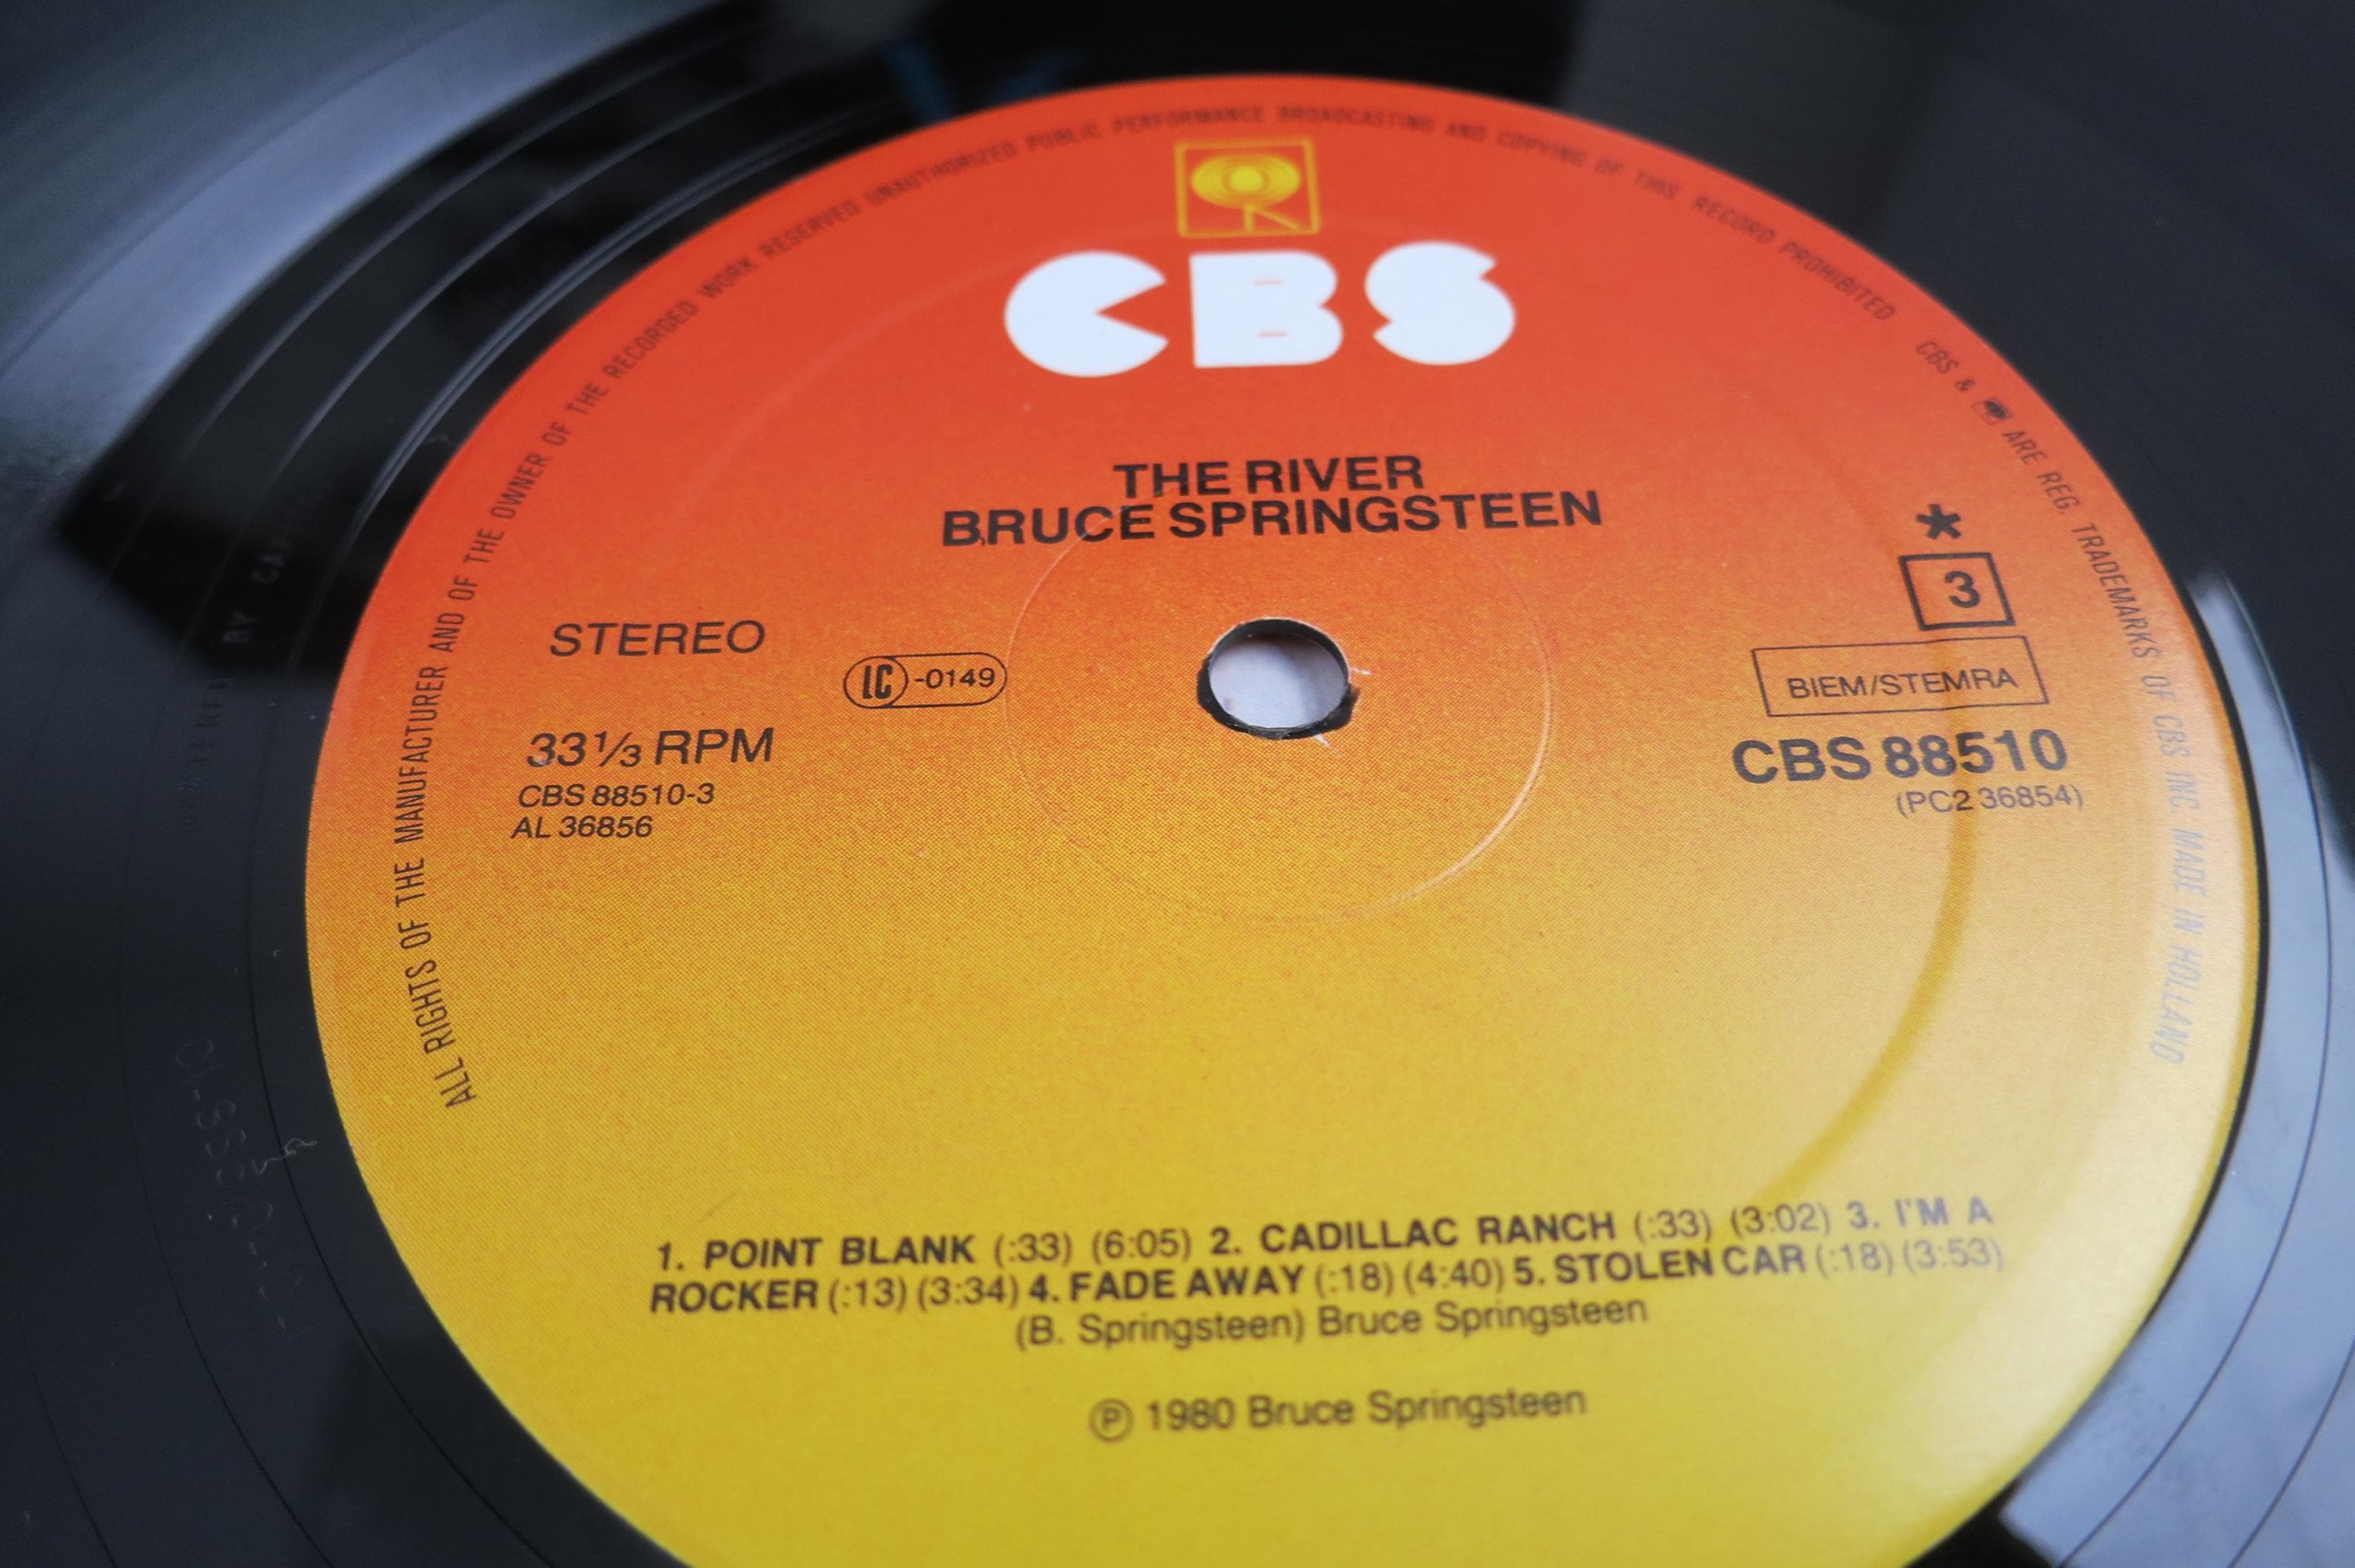 ALL RIGHTS OF THE MANUFACTURER AND OF THE OWNER OF THE RECORDED WORK RESERVED UNAUTHORIZED PUBLIC PERFORMANCE BROADCASTING AND COPYING OF THIS RECORD PROHIBITED
CBS & ARE REG. TRADEMARKS OF CBS INC. MADE IN HOLLAND
CBS
THE RIVER
BRUCE SPRINGSTEEN
*
3
STEREO
LC-0149
BIEM/STEMRA
33⅓ RPM
CBS 88510
CBS 88510-3
(PC2 36854)
AL 36856
1. POINT BLANK (:33) (6:05) 2. CADILLAC RANCH (:33) (3:02) 3. I'M A
ROCKER (:13) (3:34) 4. FADE AWAY (:18) (4:40) 5. STOLEN CAR (:18) (3:53)
(B. Springsteen) Bruce Springsteen
℗ 1980 Bruce Springsteen
BY